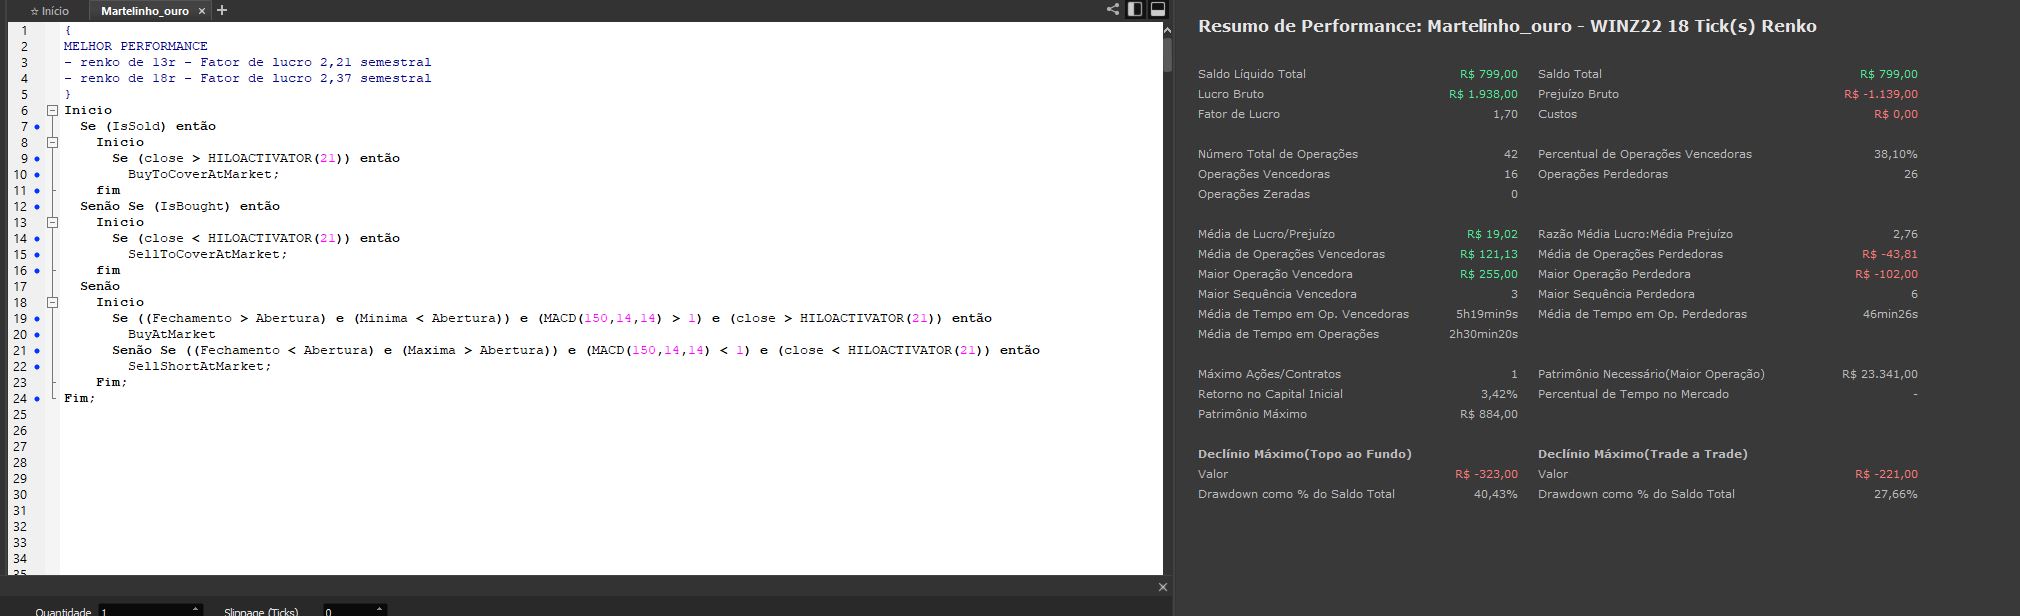 ☆ Início
Martelinho_ouro × +
1 {
2 MELHOR PERFORMANCE
3 - renko de 13r - Fator de lucro 2,21 semestral
4 - renko de 18r - Fator de lucro 2,37 semestral
5 }
6 Inicio
7 Se (IsSold) então
8 Inicio
9 Se (close > HILOACTIVATOR(21)) então
10 BuyToCoverAtMarket;
11 fim
12 Senão Se (IsBought) então
13 Inicio
14 Se (close < HILOACTIVATOR(21)) então
15 SellToCoverAtMarket;
16 fim
17 Senão
18 Inicio
19 Se ((Fechamento > Abertura) e (Minima < Abertura)) e (MACD(150,14,14) > 1) e (close > HILOACTIVATOR(21)) então
20 BuyAtMarket
21 Senão Se ((Fechamento < Abertura) e (Maxima > Abertura)) e (MACD(150,14,14) < 1) e (close < HILOACTIVATOR(21)) então
22 SellShortAtMarket;
23 Fim;
24 Fim;
25
26
27
28
29
30
31
32
33
34
35
Quantidade 1 Slippage (Ticks) 0
Resumo de Performance: Martelinho_ouro - WINZ22 18 Tick(s) Renko
Saldo Líquido Total R$ 799,00 Saldo Total R$ 799,00
Lucro Bruto R$ 1.938,00 Prejuízo Bruto R$ -1.139,00
Fator de Lucro 1,70 Custos R$ 0,00
Número Total de Operações 42 Percentual de Operações Vencedoras 38,10%
Operações Vencedoras 16 Operações Perdedoras 26
Operações Zeradas 0
Média de Lucro/Prejuízo R$ 19,02 Razão Média Lucro:Média Prejuízo 2,76
Média de Operações Vencedoras R$ 121,13 Média de Operações Perdedoras R$ -43,81
Maior Operação Vencedora R$ 255,00 Maior Operação Perdedora R$ -102,00
Maior Sequência Vencedora 3 Maior Sequência Perdedora 6
Média de Tempo em Op. Vencedoras 5h19min9s Média de Tempo em Op. Perdedoras 46min26s
Média de Tempo em Operações 2h30min20s
Máximo Ações/Contratos 1 Patrimônio Necessário(Maior Operação) R$ 23.341,00
Retorno no Capital Inicial 3,42% Percentual de Tempo no Mercado -
Patrimônio Máximo R$ 884,00
Declínio Máximo(Topo ao Fundo) Declínio Máximo(Trade a Trade)
Valor R$ -323,00 Valor R$ -221,00
Drawdown como % do Saldo Total 40,43% Drawdown como % do Saldo Total 27,66%